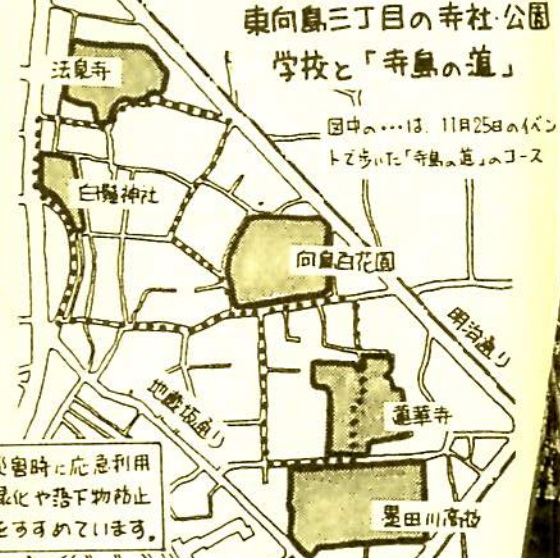 東向島三丁目の寺社・公園
学校と「寺島の道」
図中の・・・は、11月25日のイベン
トで歩いた「寺島の道」のコース
法泉寺
白鬚神社
向島百花園
明治通り
地蔵坂通り
蓮華寺
墨田川高校
災害時に応急利用
緑化や落下物防止
をすすめています。